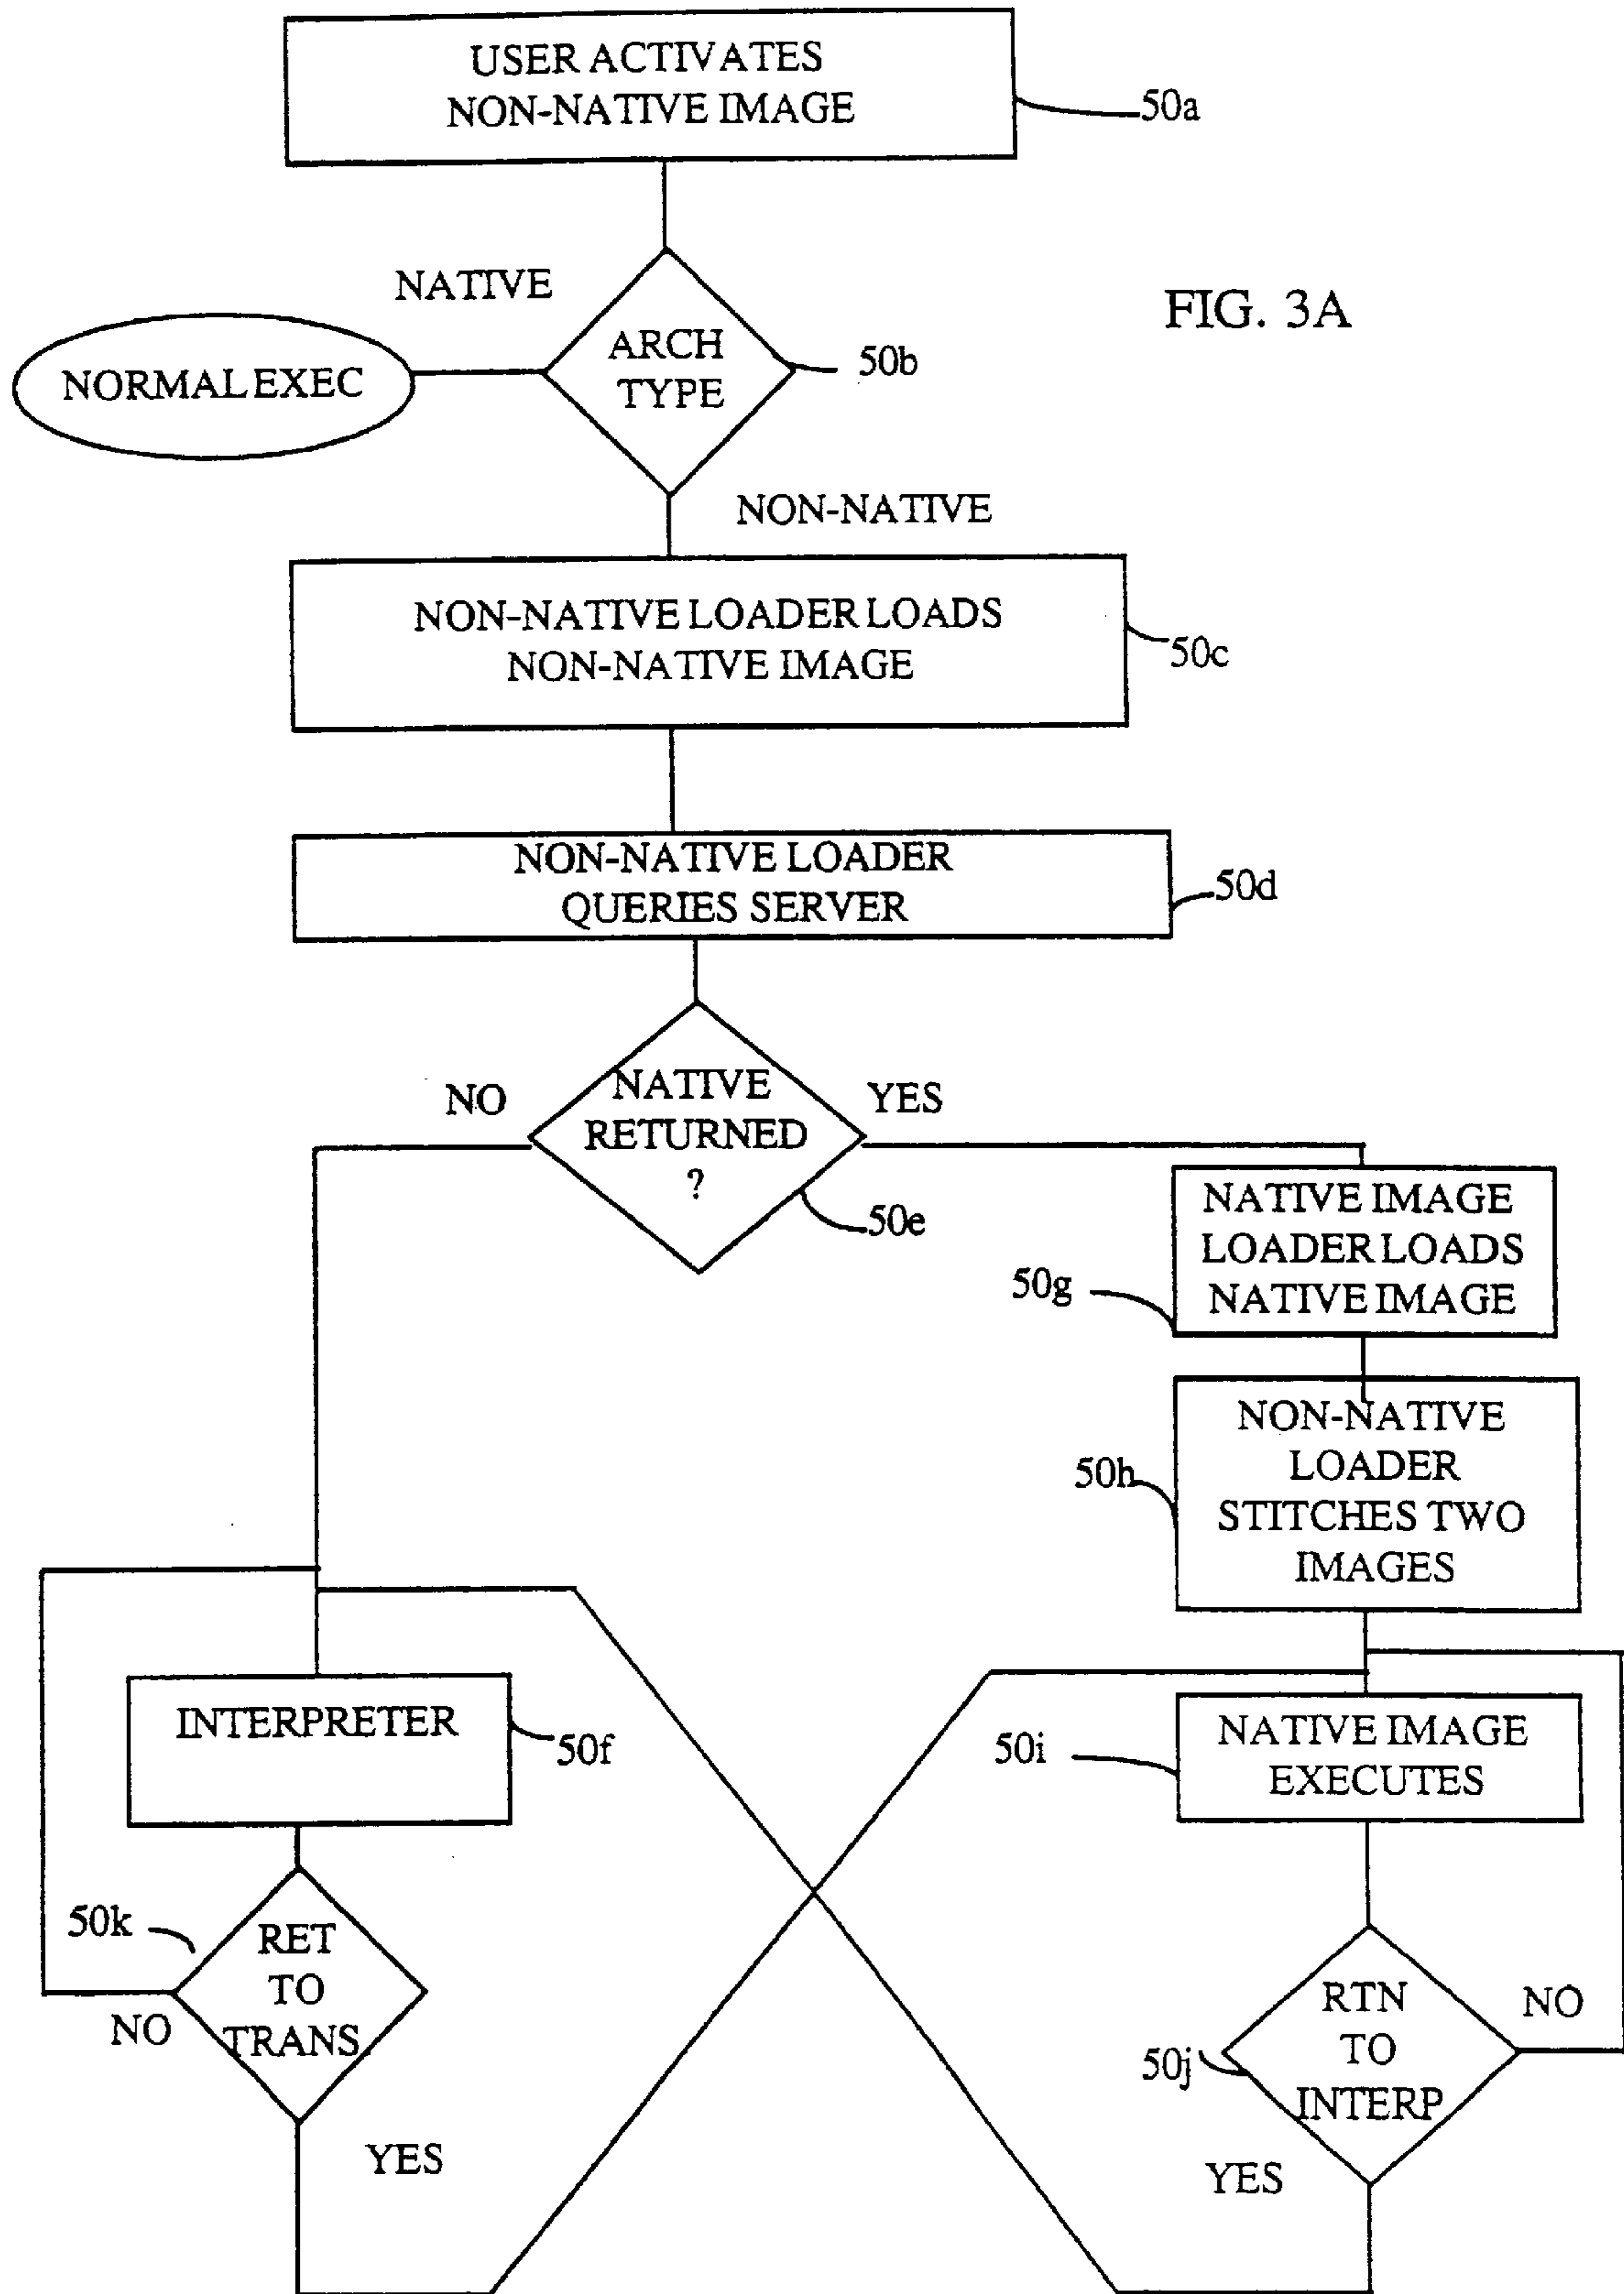 USER ACTIVATES
NON-NATIVE IMAGE
50a
NATIVE
FIG. 3A
ARCH
TYPE
50b
NORMAL EXEC
NON-NATIVE
NON-NATIVE LOADER LOADS
NON-NATIVE IMAGE
50c
NON-NATIVE LOADER
QUERIES SERVER
50d
NO
NATIVE
RETURNED
?
YES
50e
NATIVE IMAGE
LOADER LOADS
NATIVE IMAGE
50g
NON-NATIVE
LOADER
STITCHES TWO
IMAGES
50h
INTERPRETER
50f
NATIVE IMAGE
EXECUTES
50i
50k
RET
TO
TRANS
NO
YES
RTN
TO
INTERP
NO
50j
YES